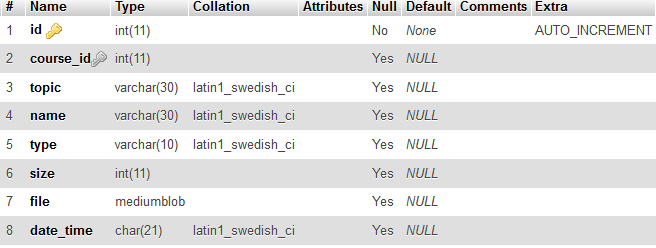 # Name Type Collation Attributes Null Default Comments Extra
1 id int(11) No None AUTO_INCREMENT
2 course_id int(11) Yes NULL
3 topic varchar(30) latin1_swedish_ci Yes NULL
4 name varchar(30) latin1_swedish_ci Yes NULL
5 type varchar(10) latin1_swedish_ci Yes NULL
6 size int(11) Yes NULL
7 file mediumblob Yes NULL
8 date_time char(21) latin1_swedish_ci Yes NULL